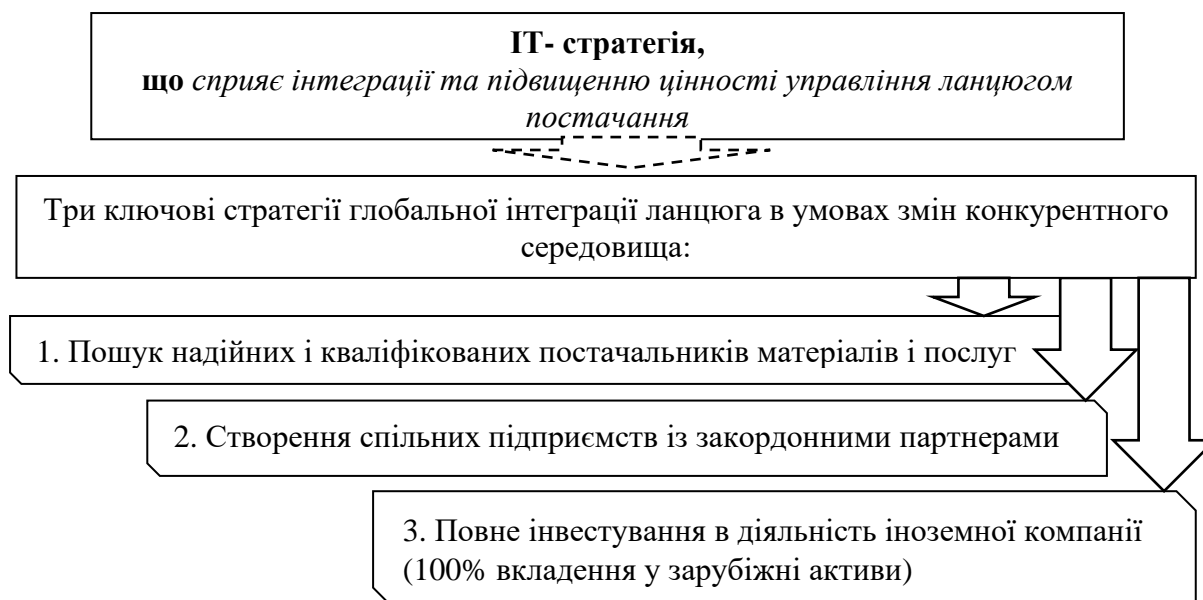 ІТ- стратегія,
що сприяє інтеграції та підвищенню цінності управління ланцюгом
постачання
Три ключові стратегії глобальної інтеграції ланцюга в умовах змін конкурентного
середовища:
1. Пошук надійних і кваліфікованих постачальників матеріалів і послуг
2. Створення спільних підприємств із закордонними партнерами
3. Повне інвестування в діяльність іноземної компанії
(100% вкладення у зарубіжні активи)